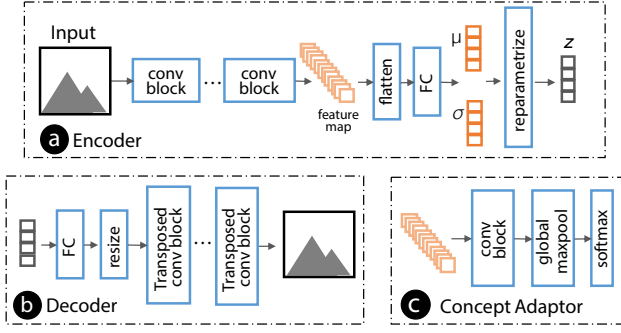 Input
conv
block
...
conv
block
feature
map
flatten
FC
μ
σ
reparametrize
z
a Encoder
FC
resize
Transposed
conv block
...
Transposed
conv block
b Decoder
conv
block
global
maxpool
softmax
c Concept Adaptor